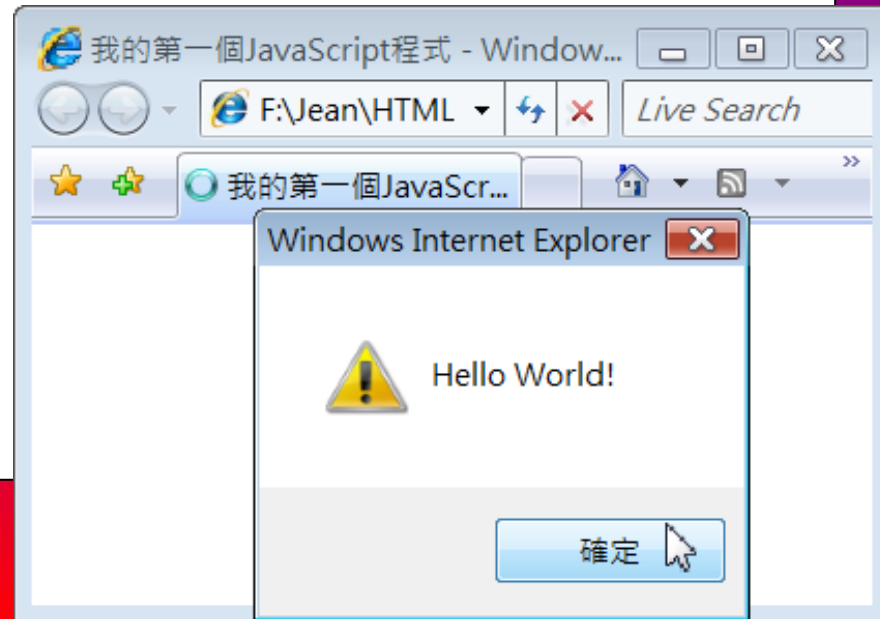 我的第一個JavaScript程式 - Window...
F:\Jean\HTML
Live Search
我的第一個JavaScr...
Windows Internet Explorer
Hello World!
確定